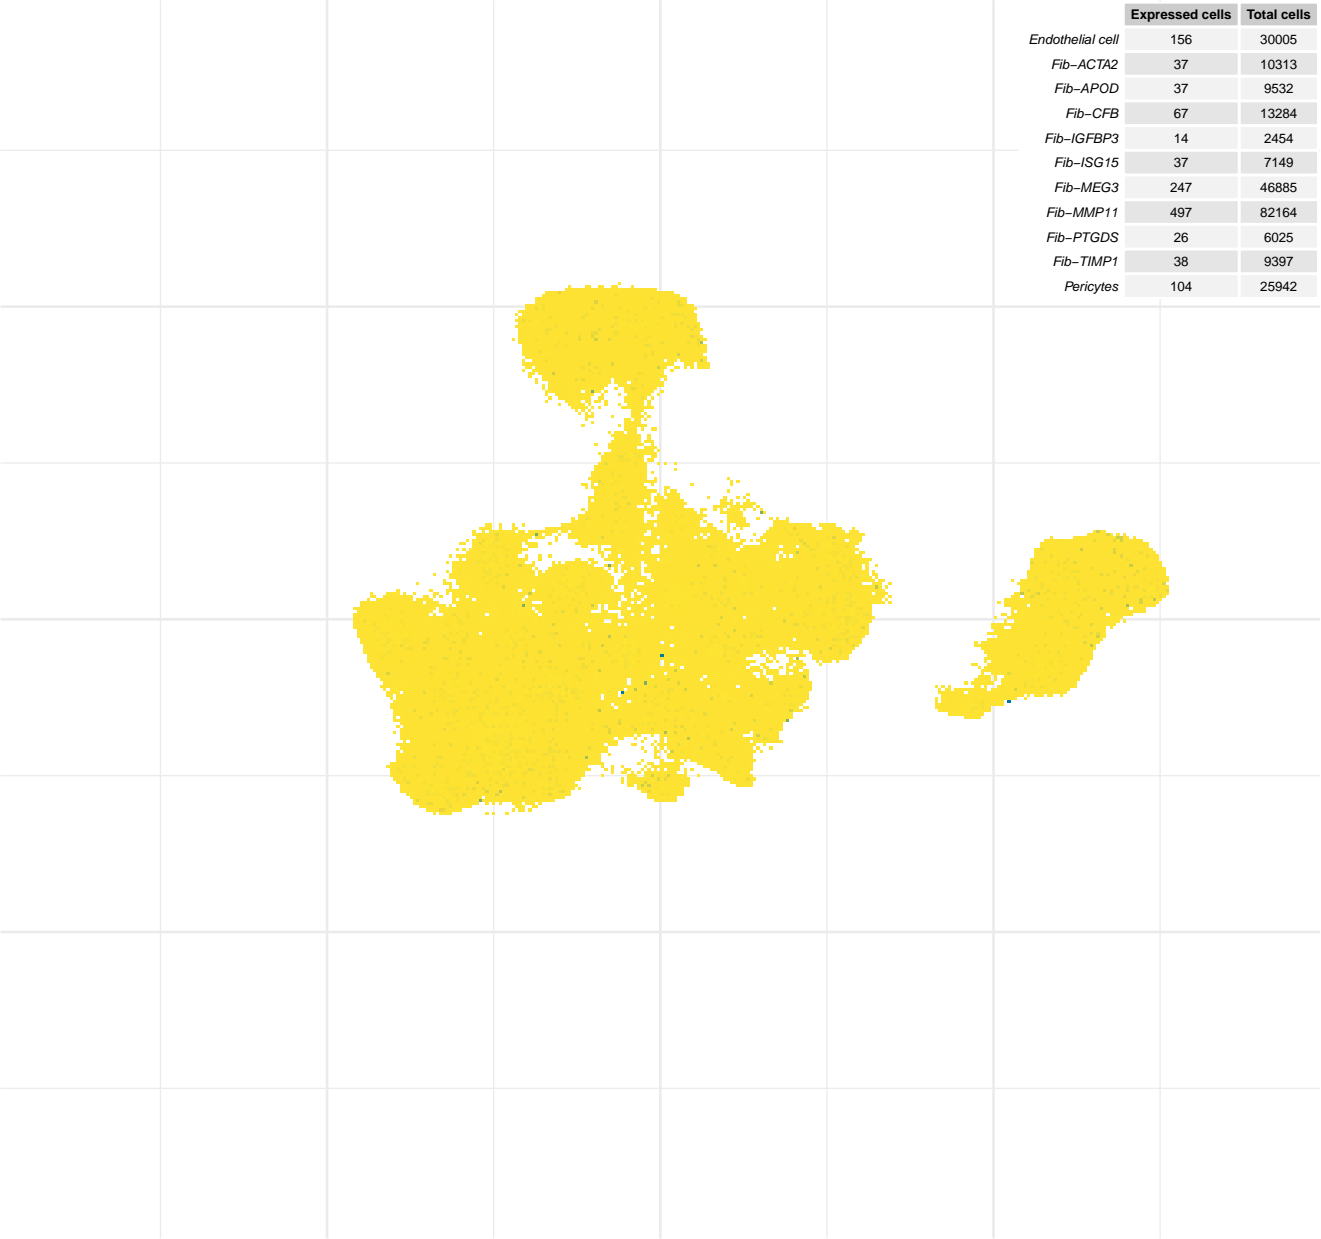 Expressed cells Total cells
Endothelial cell 156 30005
Fib−ACTA2 37 10313
Fib−APOD 37 9532
Fib−CFB 67 13284
Fib−IGFBP3 14 2454
Fib−ISG15 37 7149
Fib−MEG3 247 46885
Fib−MMP11 497 82164
Fib−PTGDS 26 6025
Fib−TIMP1 38 9397
Pericytes 104 25942